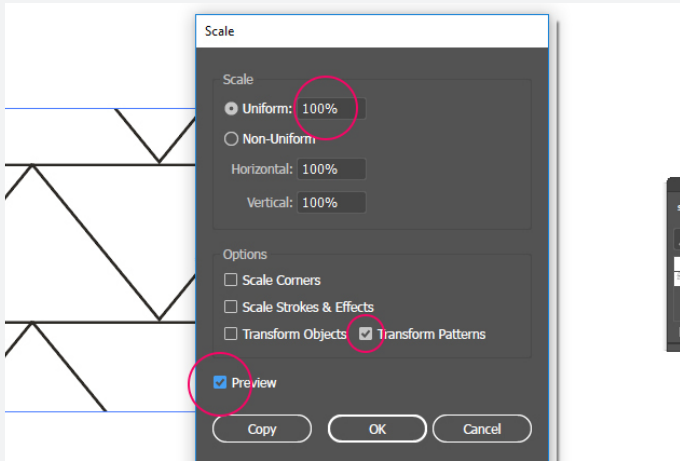 Scale
Scale
Uniform: 100%
Non-Uniform
Horizontal: 100%
Vertical: 100%
Options
Scale Corners
Scale Strokes & Effects
Transform Objects Transform Patterns
Preview
Copy OK Cancel